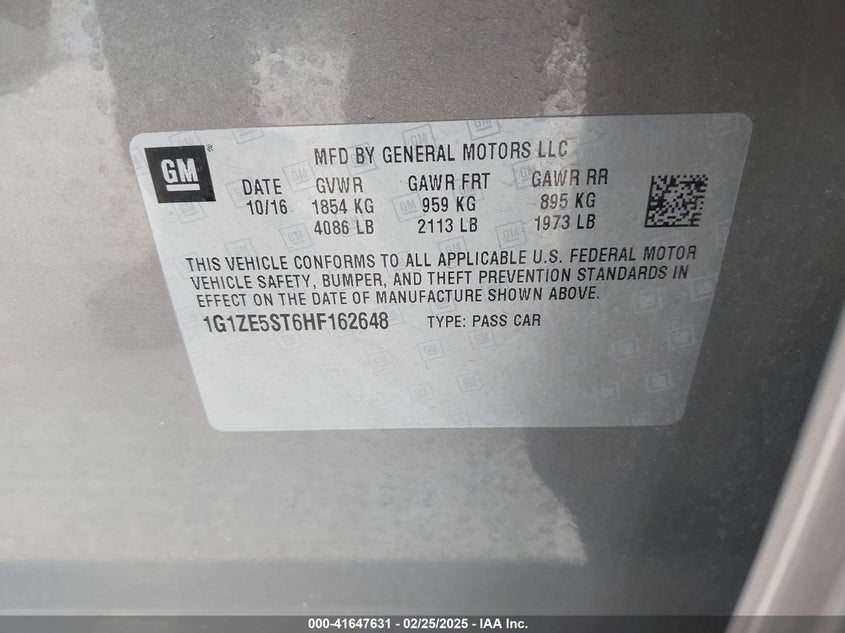 GM
MFD BY GENERAL MOTORS LLC
DATE GVWR GAWR FRT GAWR RR
10/16 1854 KG 959 KG 895 KG
4086 LB 2113 LB 1973 LB
THIS VEHICLE CONFORMS TO ALL APPLICABLE U.S. FEDERAL MOTOR
VEHICLE SAFETY, BUMPER, AND THEFT PREVENTION STANDARDS IN
EFFECT ON THE DATE OF MANUFACTURE SHOWN ABOVE.
1G1ZE5ST6HF162648 TYPE: PASS CAR
000-41647631 - 02/25/2025 - IAA Inc.